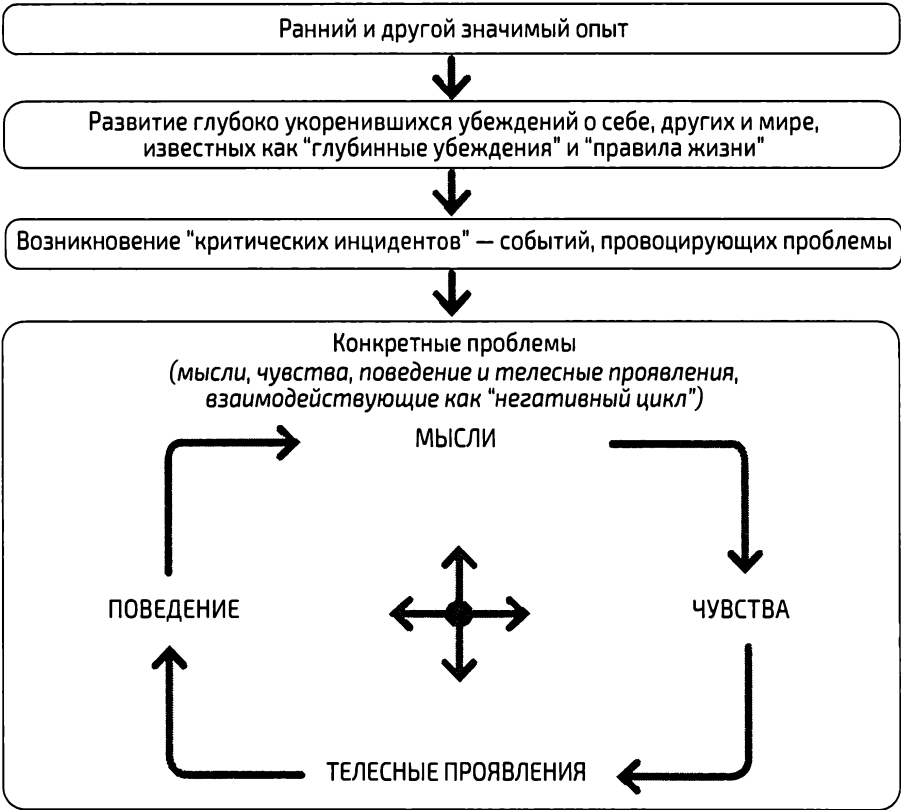 Ранний и другой значимый опыт
Развитие глубоко укоренившихся убеждений о себе, других и мире,
известных как "глубинные убеждения" и "правила жизни"
Возникновение "критических инцидентов" — событий, провоцирующих проблемы
Конкретные проблемы
(мысли, чувства, поведение и телесные проявления,
взаимодействующие как "негативный цикл")
МЫСЛИ
ПОВЕДЕНИЕ
ЧУВСТВА
ТЕЛЕСНЫЕ ПРОЯВЛЕНИЯ